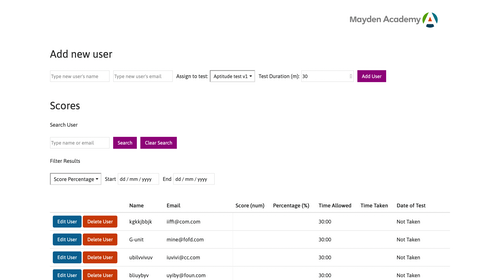 Mayden Academy
Add new user
Type new user's name Type new user's email Assign to test: Aptitude test v1 Test Duration (m): 30 Add User
Scores
Search User
Type name or email Search Clear Search
Filter Results
Score Percentage Start dd / mm / yyyy End dd / mm / yyyy
Name Email Score (num) Percentage (%) Time Allowed Time Taken Date of Test
Edit User Delete User kgkkjbbjk iiffi@com.com 30:00 Not Taken
Edit User Delete User G-unit mine@fofd.com 30:00 Not Taken
Edit User Delete User ubilivviuuv iuvivi@cc.com 30:00 Not Taken
Edit User Delete User bliuybyv uyiby@foun.com 30:00 Not Taken